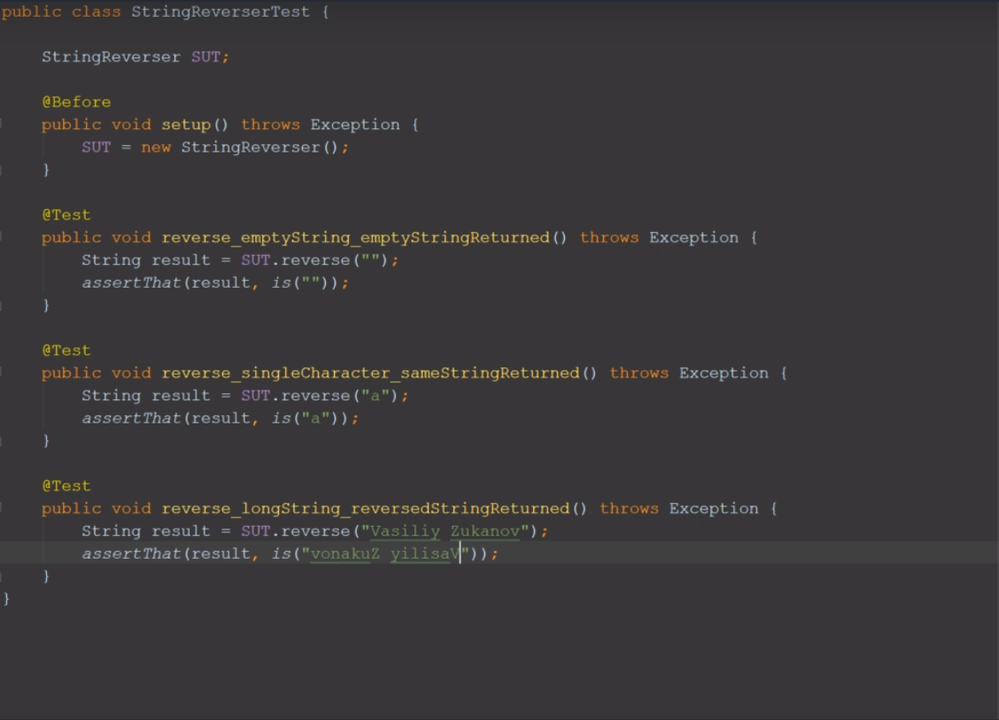 public class StringReverserTest {
StringReverser SUT;
@Before
public void setup() throws Exception {
SUT = new StringReverser();
}
@Test
public void reverse_emptyString_emptyStringReturned() throws Exception {
String result = SUT.reverse("");
assertThat(result, is(""));
}
@Test
public void reverse_singleCharacter_sameStringReturned() throws Exception {
String result = SUT.reverse("a");
assertThat(result, is("a"));
}
@Test
public void reverse_longString_reversedStringReturned() throws Exception {
String result = SUT.reverse("Vasiliy Zukanov");
assertThat(result, is("vonakuZ yilisaV"));
}
}